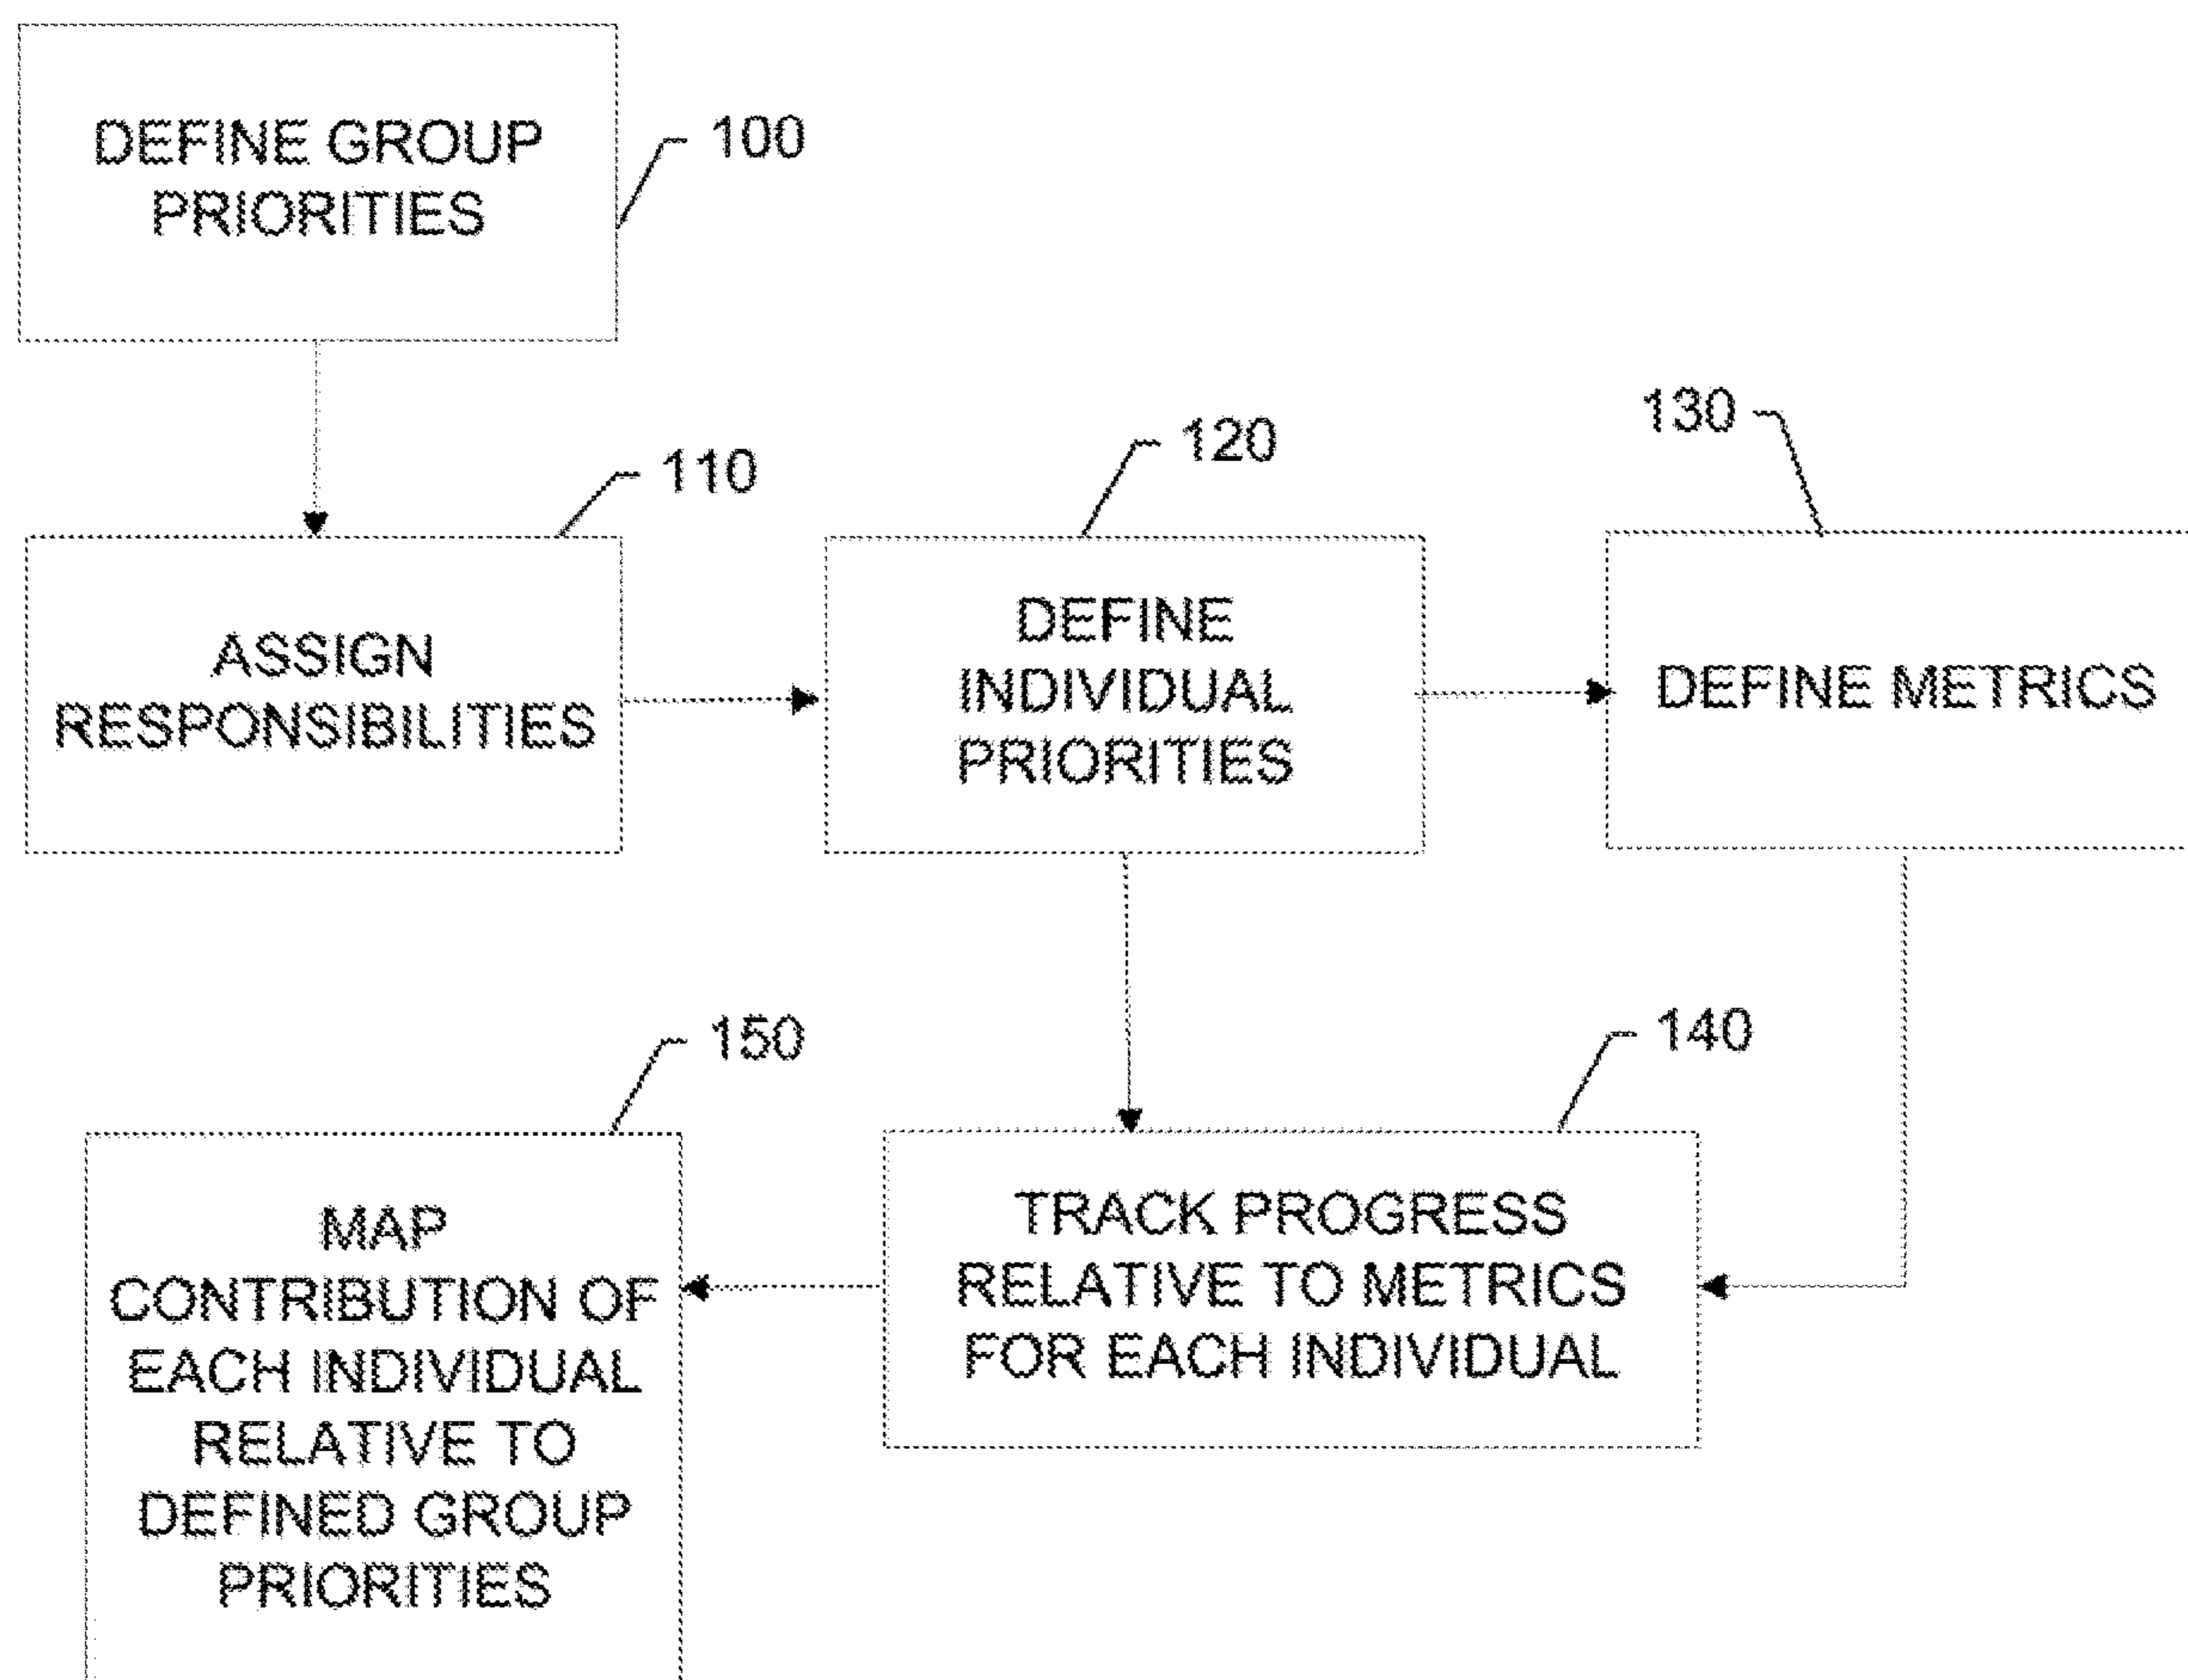 DEFINE GROUP
PRIORITIES
100
110
ASSIGN
RESPONSIBILITIES
120
DEFINE
INDIVIDUAL
PRIORITIES
130
DEFINE METRICS
140
TRACK PROGRESS
RELATIVE TO METRICS
FOR EACH INDIVIDUAL
150
MAP
CONTRIBUTION OF
EACH INDIVIDUAL
RELATIVE TO
DEFINED GROUP
PRIORITIES